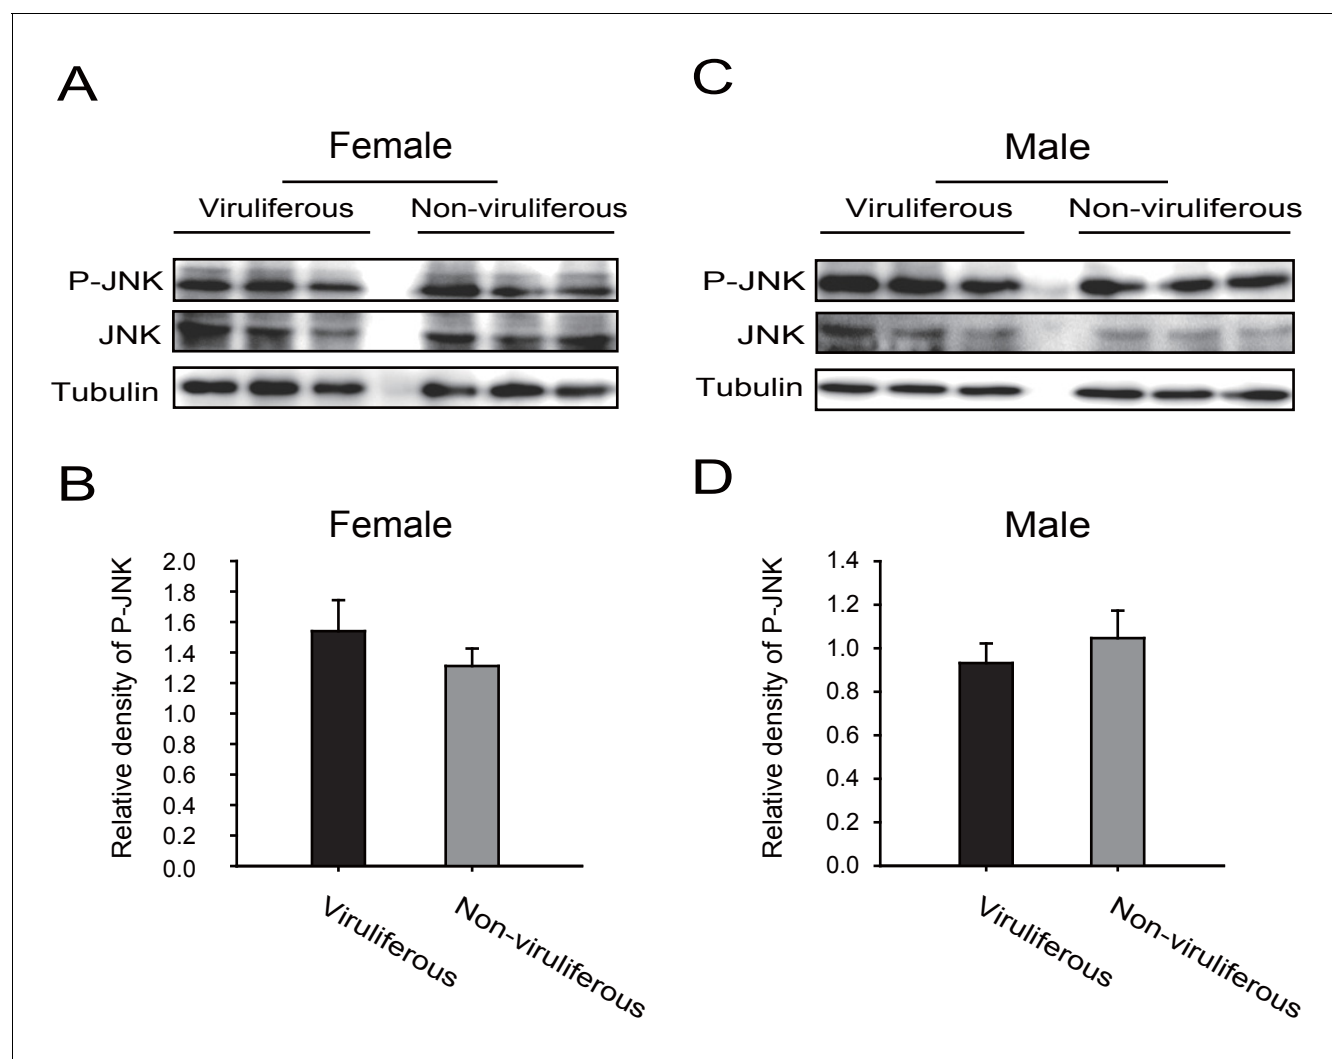 A
Female
Viruliferous Non-viruliferous
P-JNK
JNK
Tubulin
C
Male
Viruliferous Non-viruliferous
P-JNK
JNK
Tubulin
B
Female
Relative density of P-JNK
2.0
1.8
1.6
1.4
1.2
1.0
0.8
0.6
0.4
0.2
0.0
Viruliferous
Non-viruliferous
D
Male
Relative density of P-JNK
1.4
1.2
1.0
0.8
0.6
0.4
0.2
0.0
Viruliferous
Non-viruliferous